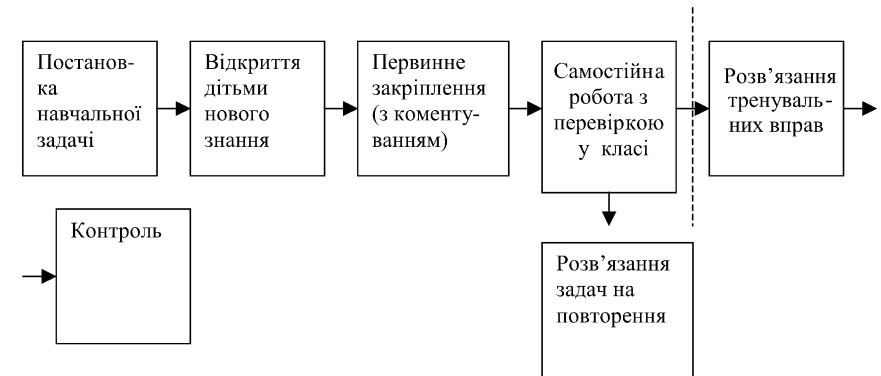 Постанов-
ка
навчальної
задачі
Відкриття
дітьми
нового
знання
Первинне
закріплення
(з коменту-
ванням)
Самостійна
робота з
перевіркою
у класі
Розв’язання
тренуваль-
них вправ
Контроль
Розв’язання
задач на
повторення